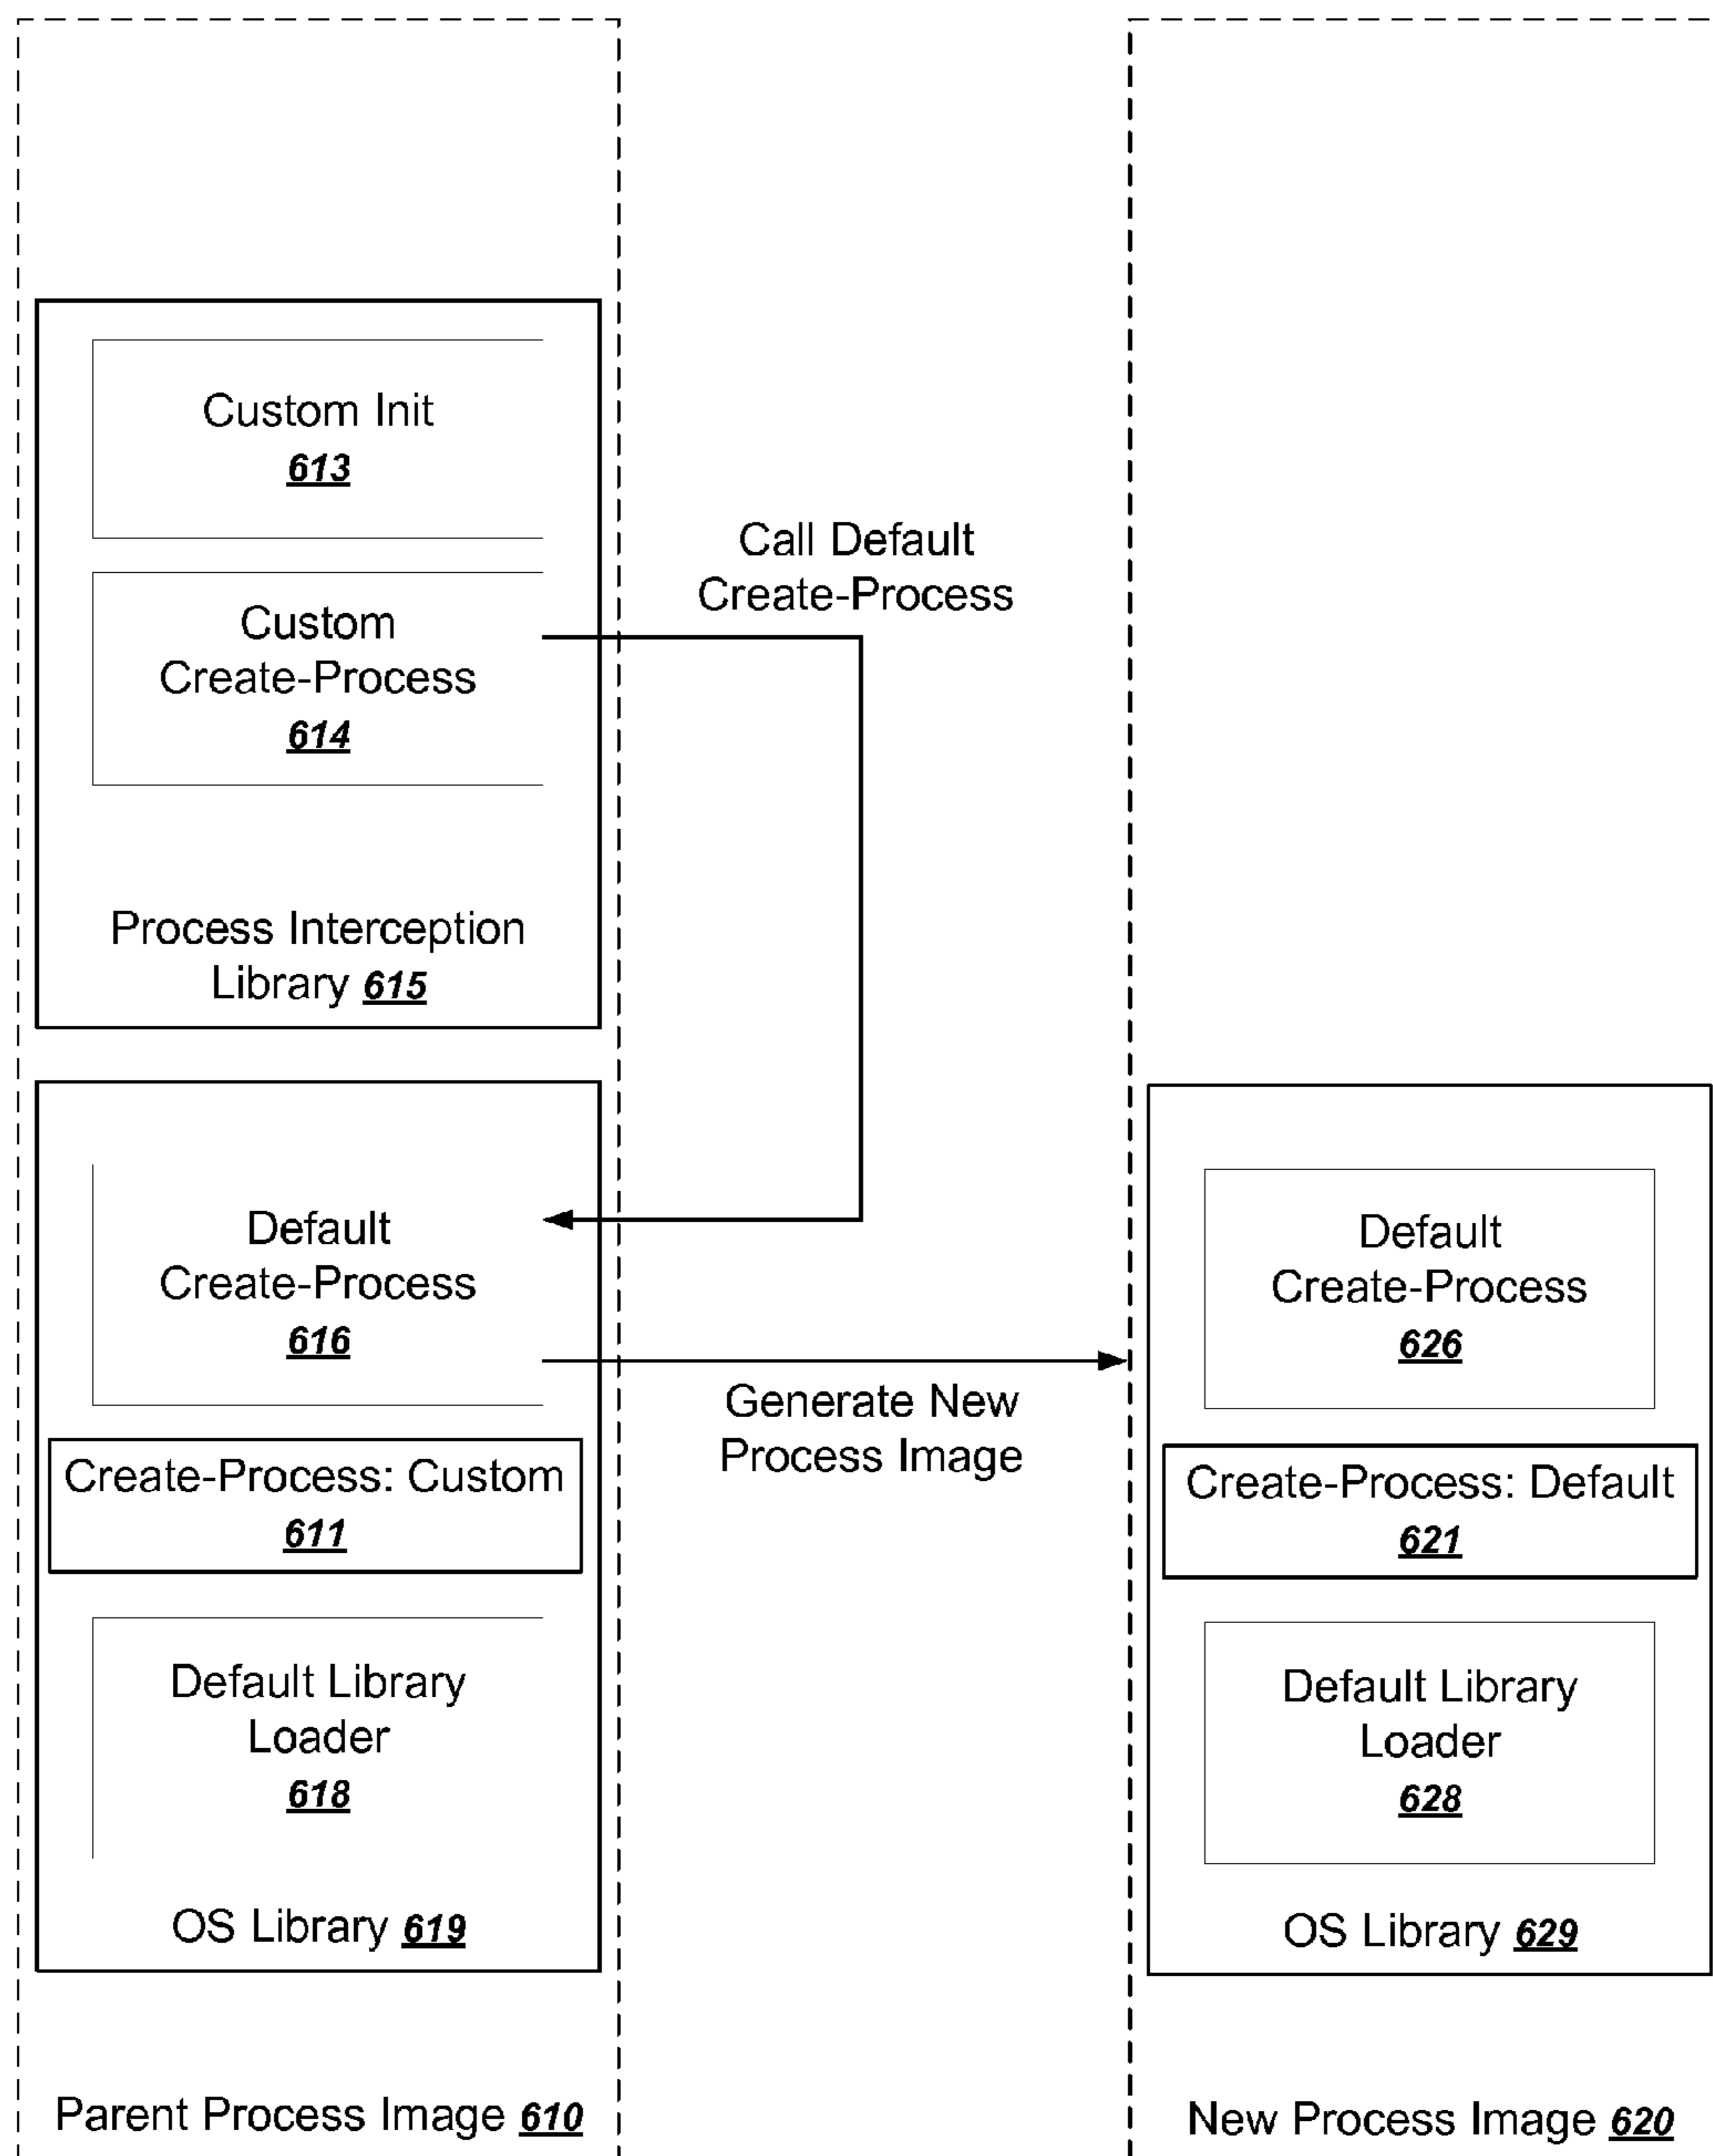 Custom Init
613
Custom
Create-Process
614
Process Interception
Library 615
Call Default
Create-Process
Default
Create-Process
616
Create-Process: Custom
611
Default Library
Loader
618
OS Library 619
Parent Process Image 610
Generate New
Process Image
Default
Create-Process
626
Create-Process: Default
621
Default Library
Loader
628
OS Library 629
New Process Image 620